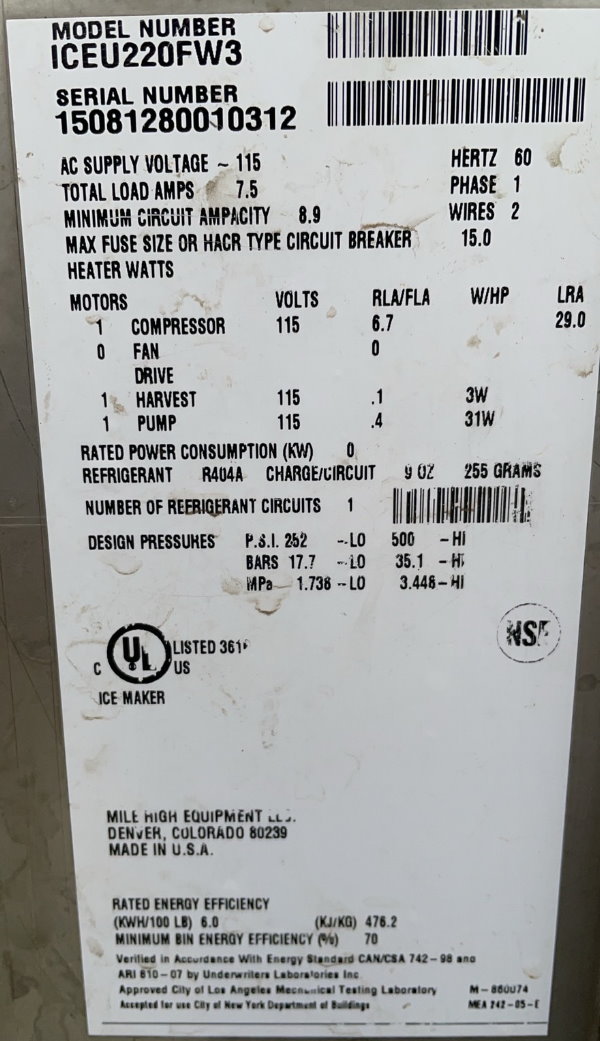 MODEL NUMBER
ICEU220FW3
SERIAL NUMBER
15081280010312
AC SUPPLY VOLTAGE ~ 115 HERTZ 60
TOTAL LOAD AMPS 7.5 PHASE 1
MINIMUM CIRCUIT AMPACITY 8.9 WIRES 2
MAX FUSE SIZE OR HACR TYPE CIRCUIT BREAKER 15.0
HEATER WATTS
MOTORS VOLTS RLA/FLA W/HP LRA
1 COMPRESSOR 115 6.7 29.0
0 FAN 0
DRIVE
1 HARVEST 115 .1 3W
1 PUMP 115 .4 31W
RATED POWER CONSUMPTION (KW) 0
REFRIGERANT R404A CHARGE/CIRCUIT 9 OZ 255 GRAMS
NUMBER OF REFRIGERANT CIRCUITS 1
DESIGN PRESSURES P.S.I. 252 --LO 500 -HI
BARS 17.7 --LO 35.1 -HI
MPa 1.738 --LO 3.448-HI
NSF
C UL LISTED US
ICE MAKER
MILE HIGH EQUIPMENT
DENVER, COLORADO 80239
MADE IN U.S.A.
RATED ENERGY EFFICIENCY
(KWH/100 LB) 6.0 (KJ/KG) 476.2
MINIMUM BIN ENERGY EFFICIENCY (%) 70
Verified in Accordance With Energy Standard CAN/CSA 742-98 and
ARI 810-07 by Underwriters Laboratories Inc
Approved City of Los Angeles Mechanical Testing Laboratory M-860074
Accepted for use City of New York Department of Buildings MEA 242-05-E